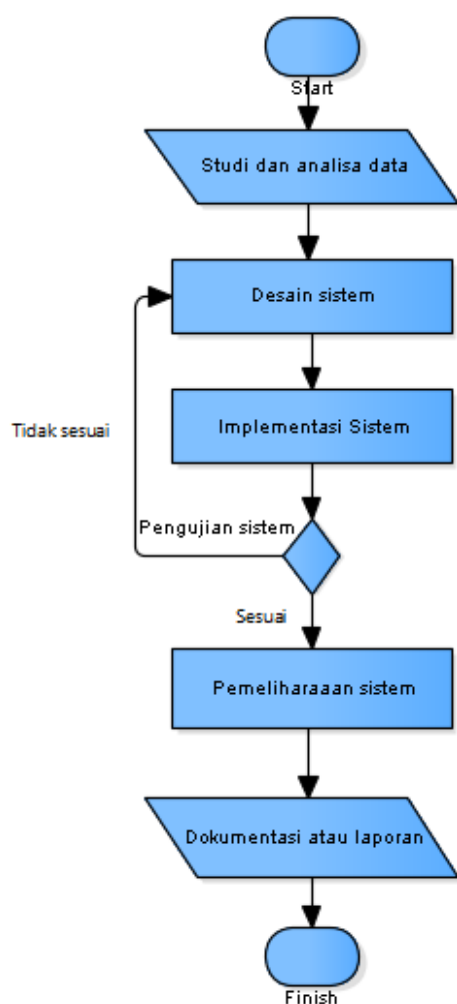 Start
Studi dan analisa data
Desain sistem
Tidak sesuai
Implementasi Sistem
Pengujian sistem
Sesuai
Pemeliharaaan sistem
Dokumentasi atau laporan
Finish